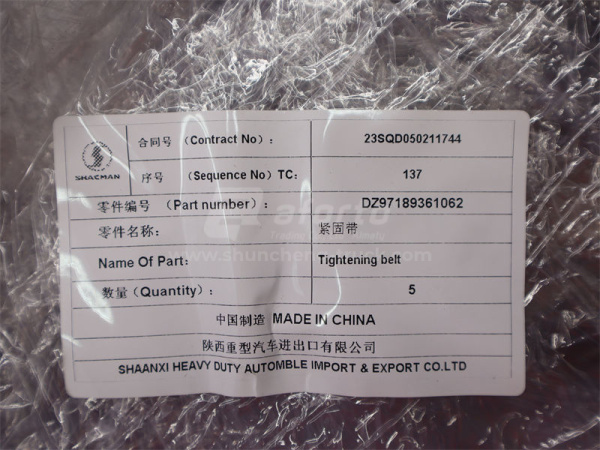 SHACMAN
合同号 （Contract No）： 23SQD050211744
序号 （Sequence No）TC： 137
零件编号 （Part number）： DZ97189361062
零件名称： 紧固带
Name Of Part: Tightening belt
数量（Quantity）： 5
中国制造 MADE IN CHINA
陕西重型汽车进出口有限公司
SHAANXI HEAVY DUTY AUTOMBLE IMPORT & EXPORT CO.LTD